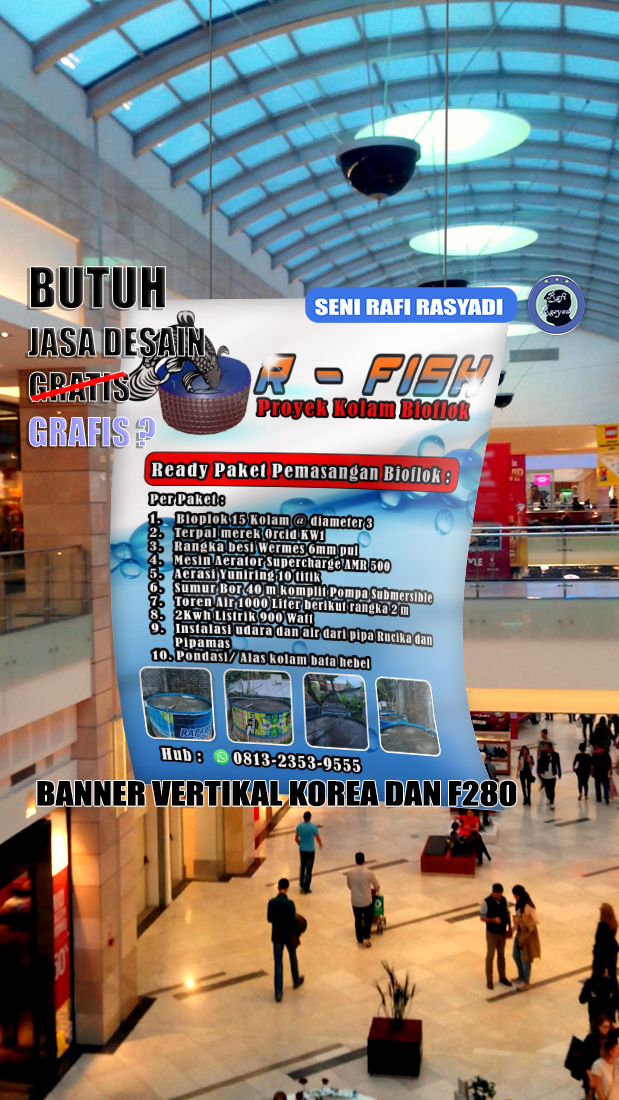 BUTUH
JASA DESAIN
GRATIS
GRAFIS ?
SENI RAFI RASYADI
Rafi
Rasyadi
R - FISH
Proyek Kolam Bioflok
Ready Paket Pemasangan Bioflok :
Per Paket :
1. Bioplok 15 Kolam @ diameter 3
2. Terpal merek Orcid KW1
3. Rangka besi Wermes 6mm pul
4. Mesin Aerator Supercharge AMR 500
5. Aerasi Yuniring 10 titik
6. Sumur Bor 40 m komplit Pompa Submersible
7. Toren Air 1000 Liter berikut rangka 2 m
8. 2Kwh Listrik 900 Watt
9. Instalasi udara dan air dari pipa Rucika dan
Pipamas
10. Pondasi/ Alas kolam bata hebel
Hub : 0813-2353-9555
BANNER VERTIKAL KOREA DAN F280